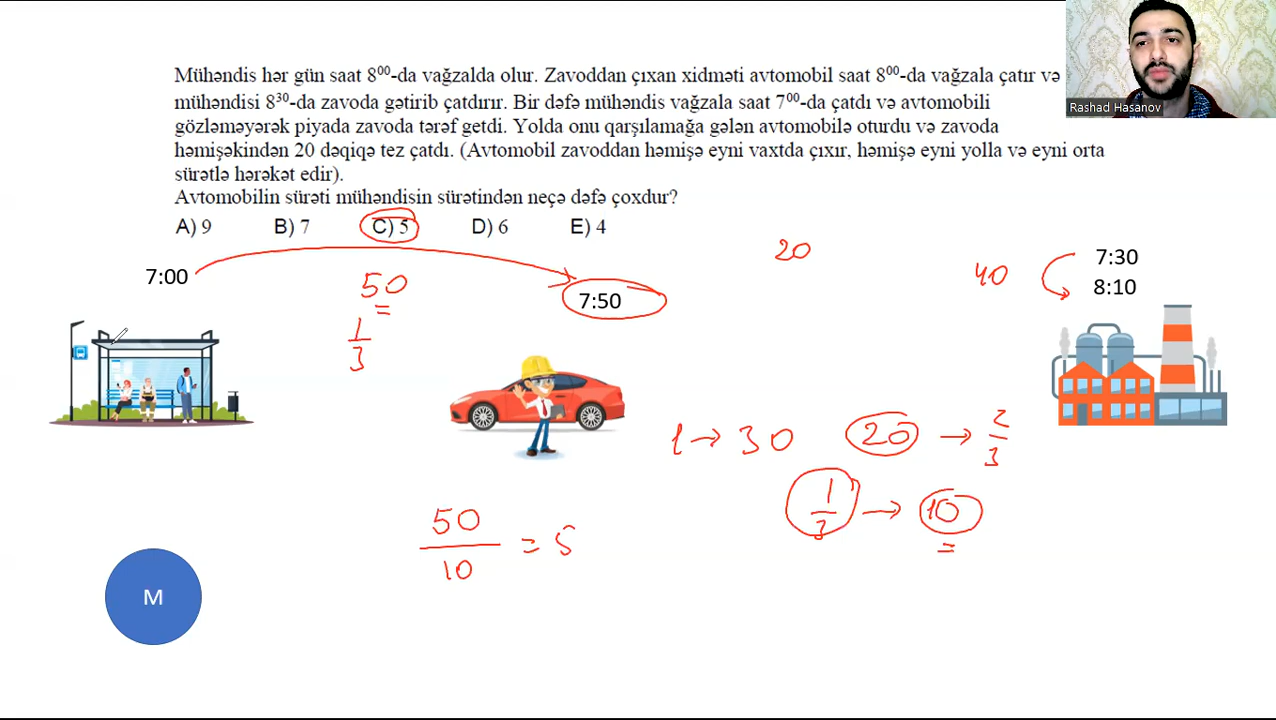 Mühəndis hər gün saat 8⁰⁰-da vağzalda olur. Zavoddan çıxan xidməti avtomobil saat 8⁰⁰-da vağzala çatır və
mühəndisi 8³⁰-da zavoda gətirib çatdırır. Bir dəfə mühəndis vağzala saat 7⁰⁰-da çatdı və avtomobili
gözləməyərək piyada zavoda tərəf getdi. Yolda onu qarşılamağa gələn avtomobilə oturdu və zavoda
həmişəkindən 20 dəqiqə tez çatdı. (Avtomobil zavoddan həmişə eyni vaxtda çıxır, həmişə eyni yolla və eyni orta
sürətlə hərəkət edir).
Avtomobilin sürəti mühəndisin sürətindən neçə dəfə çoxdur?
A) 9 B) 7 C) 5 D) 6 E) 4
Rashad Hasanov
7:00
50
1/3
7:50
20
40
7:30
8:10
1 → 30
20 → 2/3
1/3 → 10
50/10 = 5
M